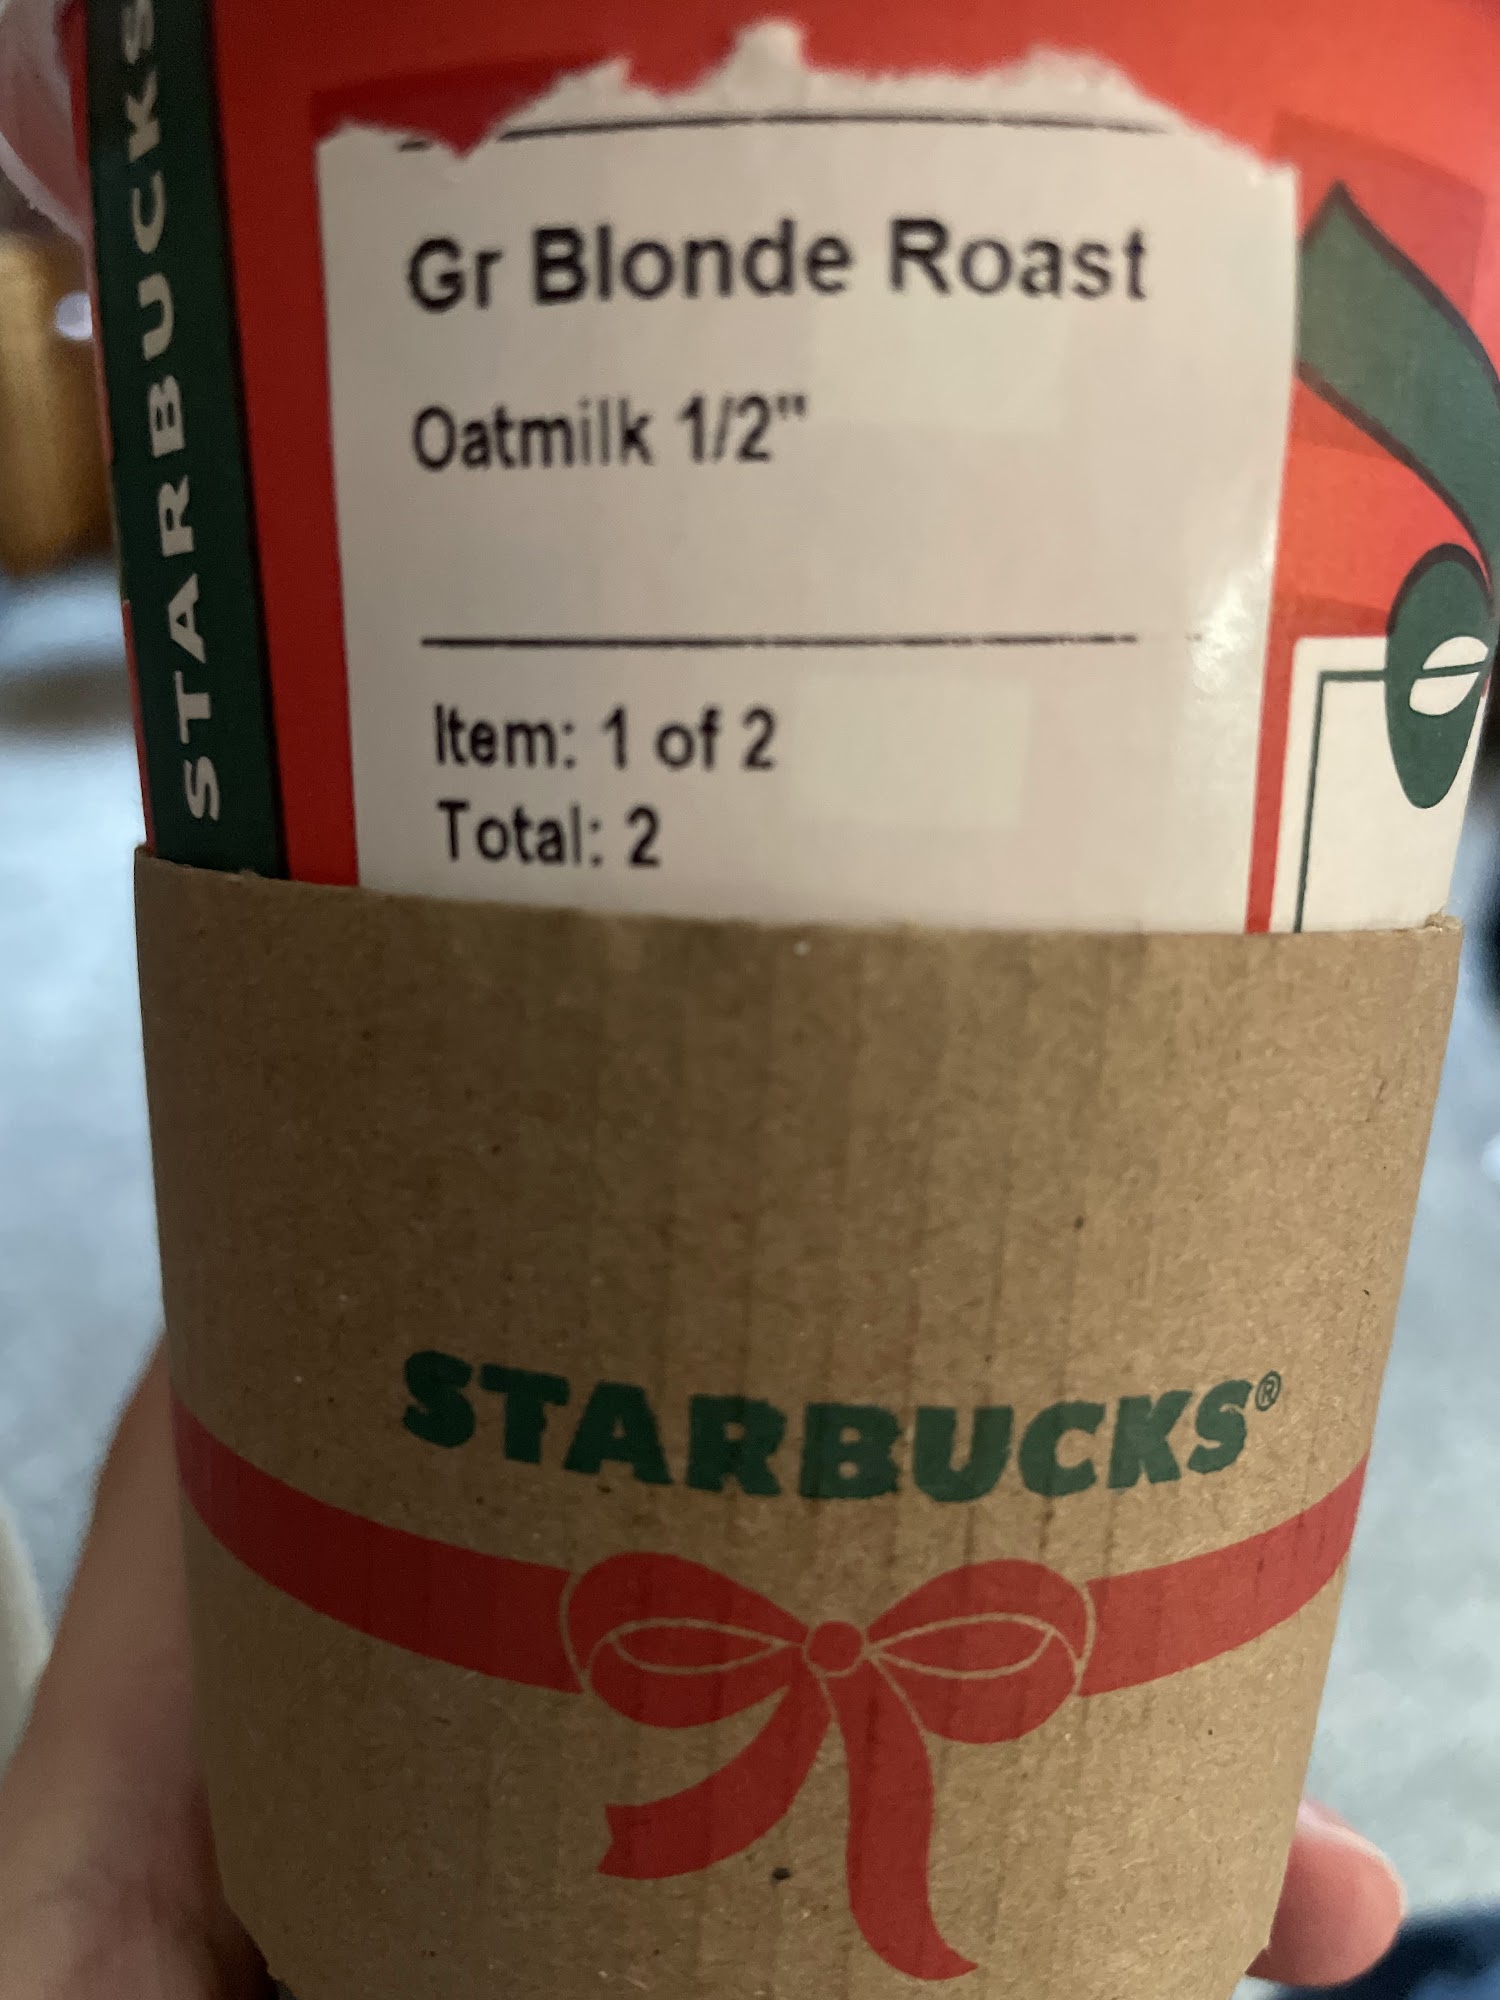 STARBUCKS
Gr Blonde Roast
Oatmilk 1/2"
Item: 1 of 2
Total: 2
STARBUCKS®